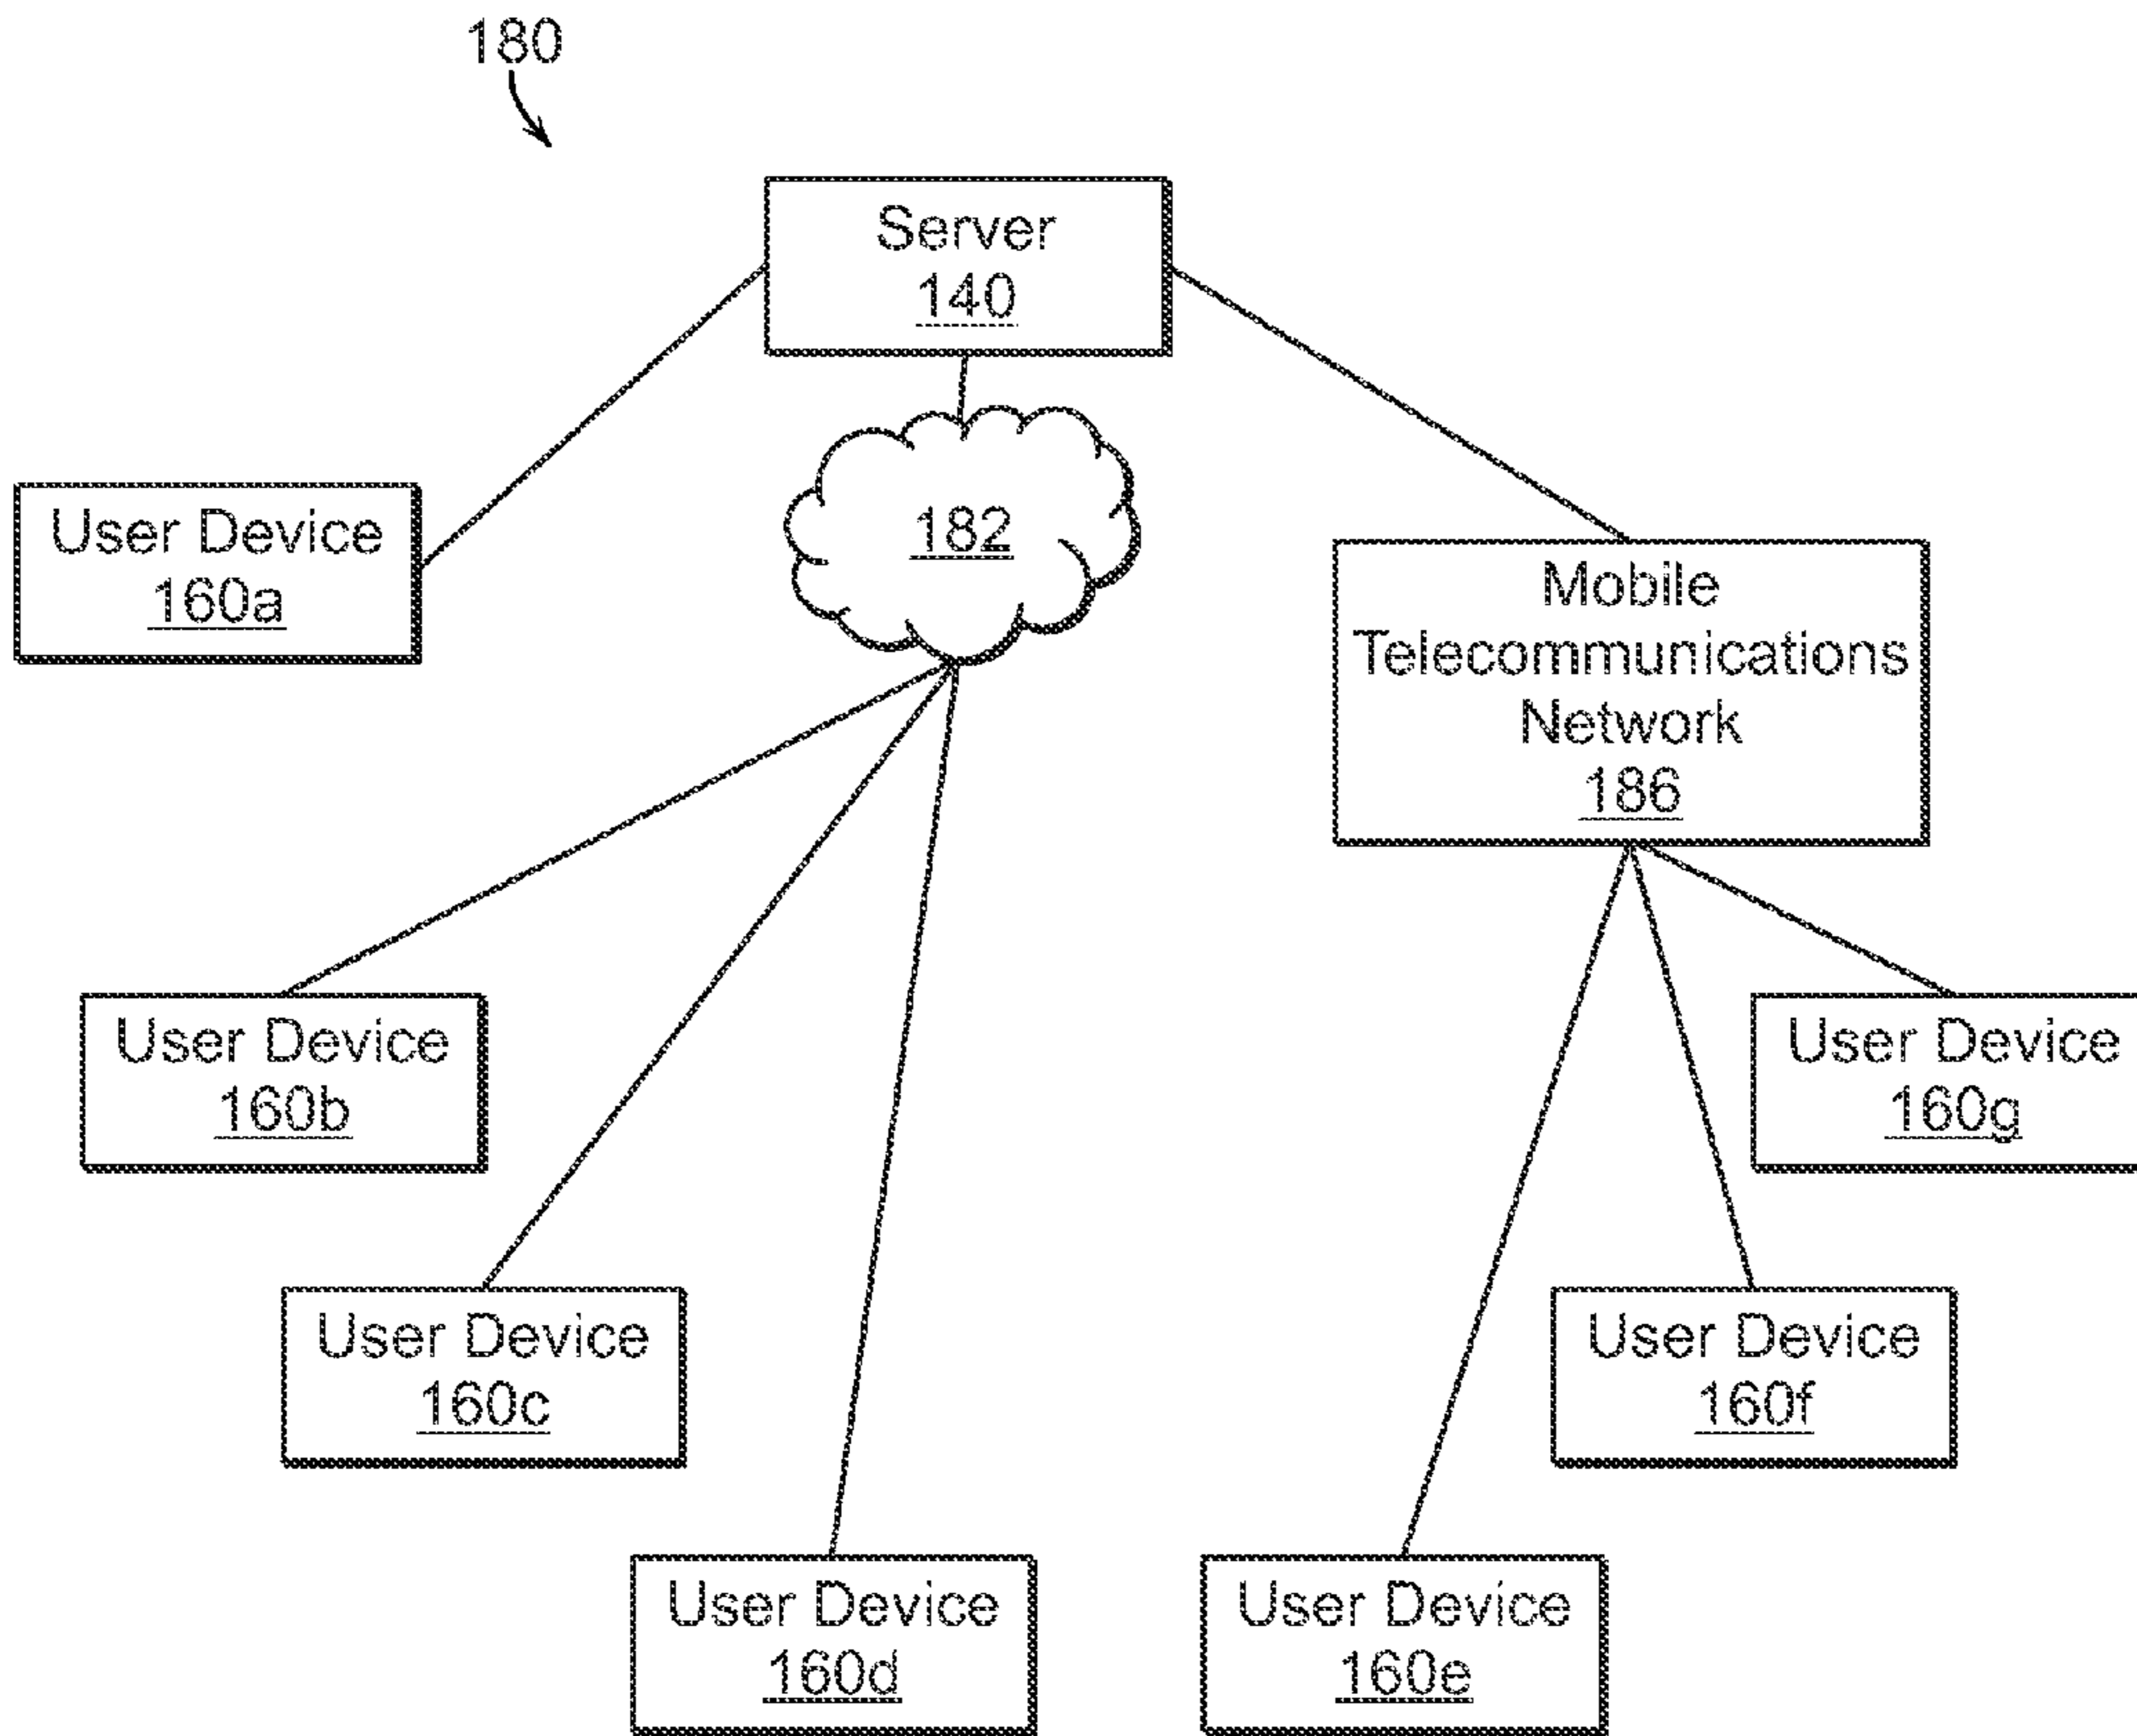 180
Server
140
182
User Device
160a
Mobile
Telecommunications
Network
186
User Device
160b
User Device
160g
User Device
160c
User Device
160f
User Device
160d
User Device
160e